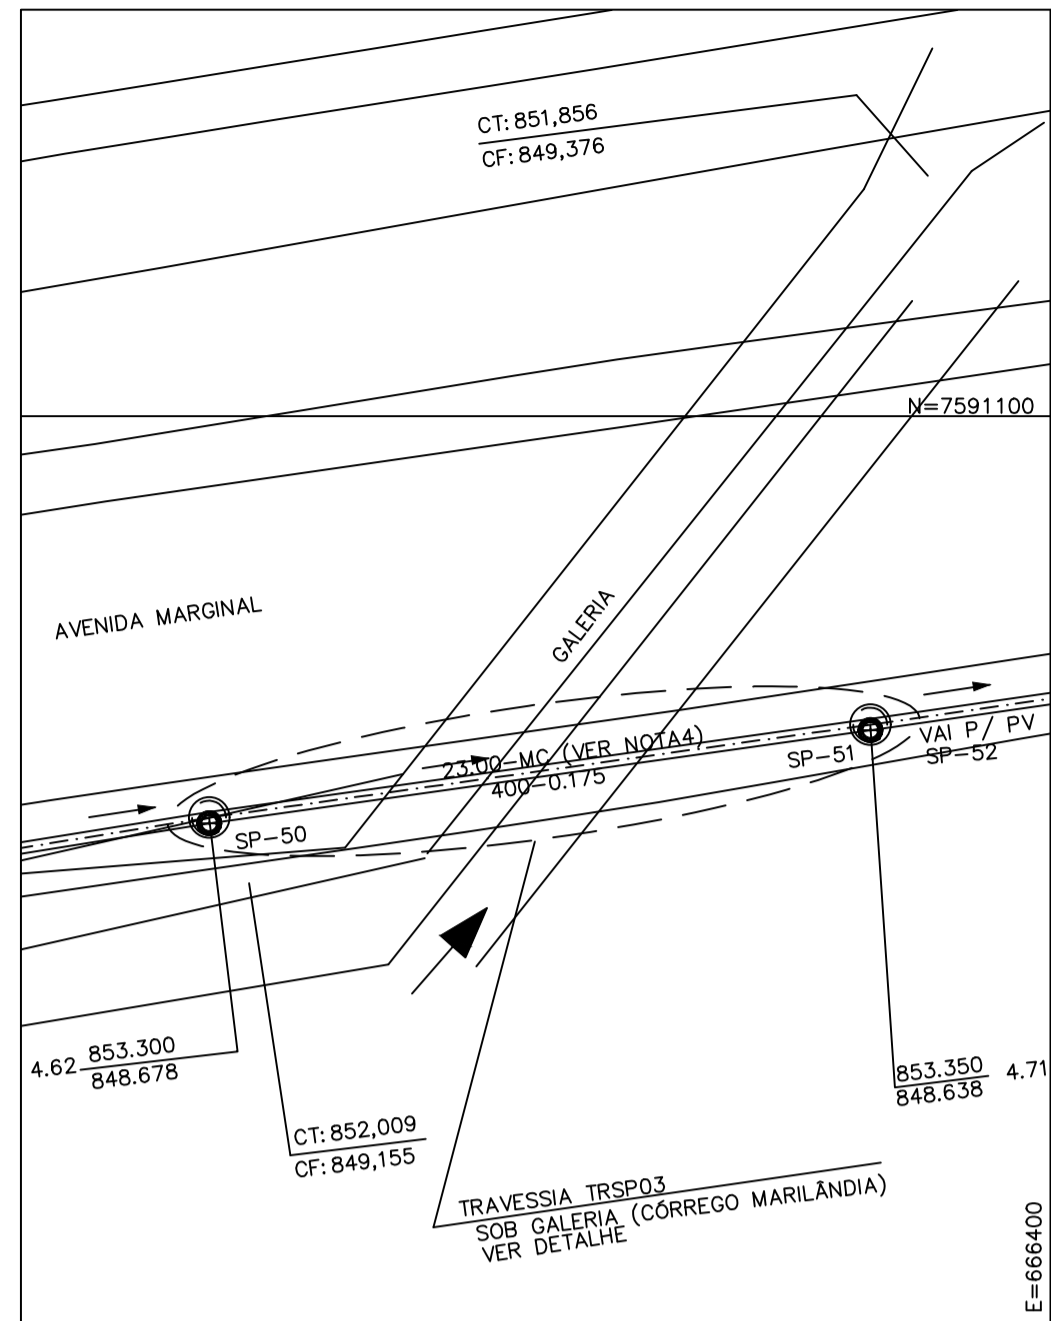 CT: 851,856
CF: 849,376
N=7591100
GALERIA
AVENIDA MARGINAL
23.00-MC (VER NOTA4)
400-0.175
SP-51
VAI P/ PV
SP-52
SP-50
4.62
853.300
848.678
853.350
848.638
4.71
CT: 852,009
CF: 849,155
TRAVESSIA TRSP03
SOB GALERIA (CÓRREGO MARILÂNDIA)
VER DETALHE
E=666400